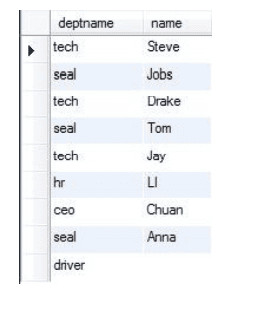 deptname name
tech Steve
seal Jobs
tech Drake
seal Tom
tech Jay
hr LI
ceo Chuan
seal Anna
driver